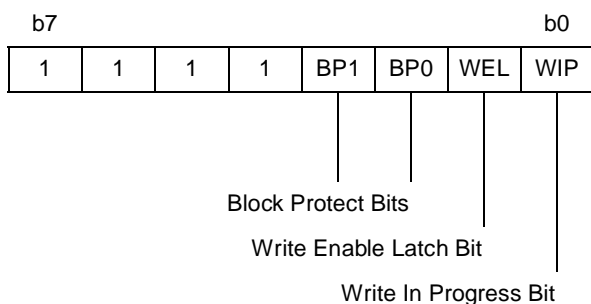 b7 b0
1 1 1 1 BP1 BP0 WEL WIP
Block Protect Bits
Write Enable Latch Bit
Write In Progress Bit